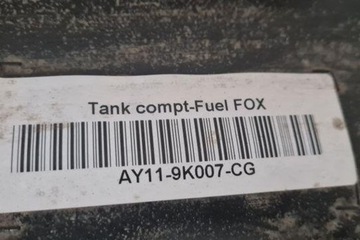 Tank compt-Fuel FOX
AY11-9K007-CG